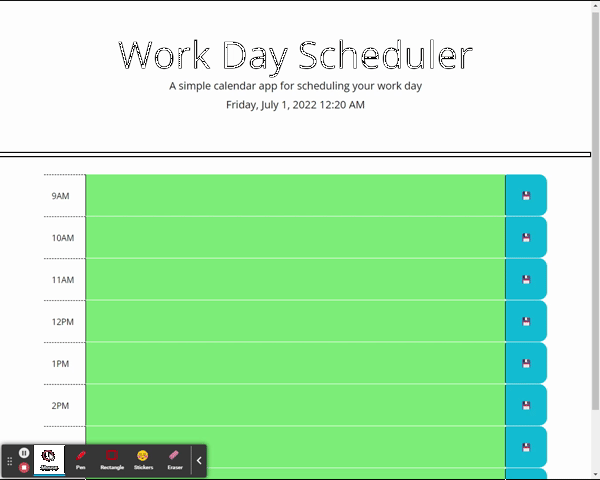 Work Day Scheduler
A simple calendar app for scheduling your work day
Friday, July 1, 2022 12:20 AM
9AM
10AM
11AM
12PM
1PM
2PM
Pen Rectangle Stickers Eraser